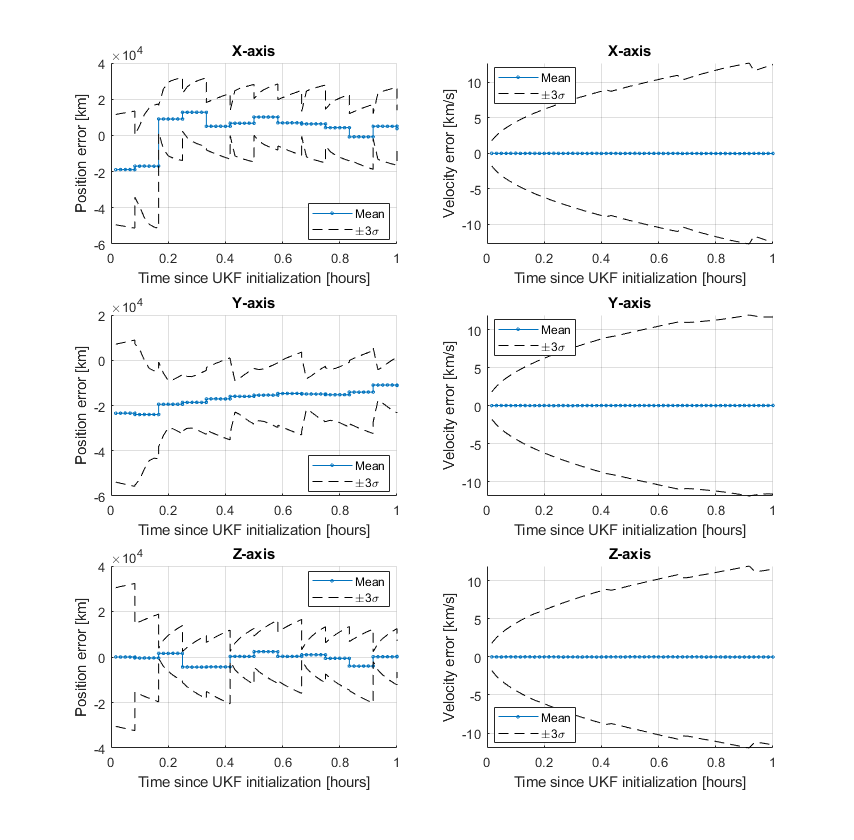 X-axis
×10⁴
4
2
0
-2
-4
-6
Position error [km]
Mean
±3σ
0
0.2
0.4
0.6
0.8
1
Time since UKF initialization [hours]
X-axis
10
5
0
-5
-10
Velocity error [km/s]
Mean
±3σ
0
0.2
0.4
0.6
0.8
1
Time since UKF initialization [hours]
Y-axis
×10⁴
2
0
-2
-4
-6
Position error [km]
Mean
±3σ
0
0.2
0.4
0.6
0.8
1
Time since UKF initialization [hours]
Y-axis
10
5
0
-5
-10
Velocity error [km/s]
Mean
±3σ
0
0.2
0.4
0.6
0.8
1
Time since UKF initialization [hours]
Z-axis
×10⁴
4
2
0
-2
-4
Position error [km]
Mean
±3σ
0
0.2
0.4
0.6
0.8
1
Time since UKF initialization [hours]
Z-axis
10
5
0
-5
-10
Velocity error [km/s]
Mean
±3σ
0
0.2
0.4
0.6
0.8
1
Time since UKF initialization [hours]